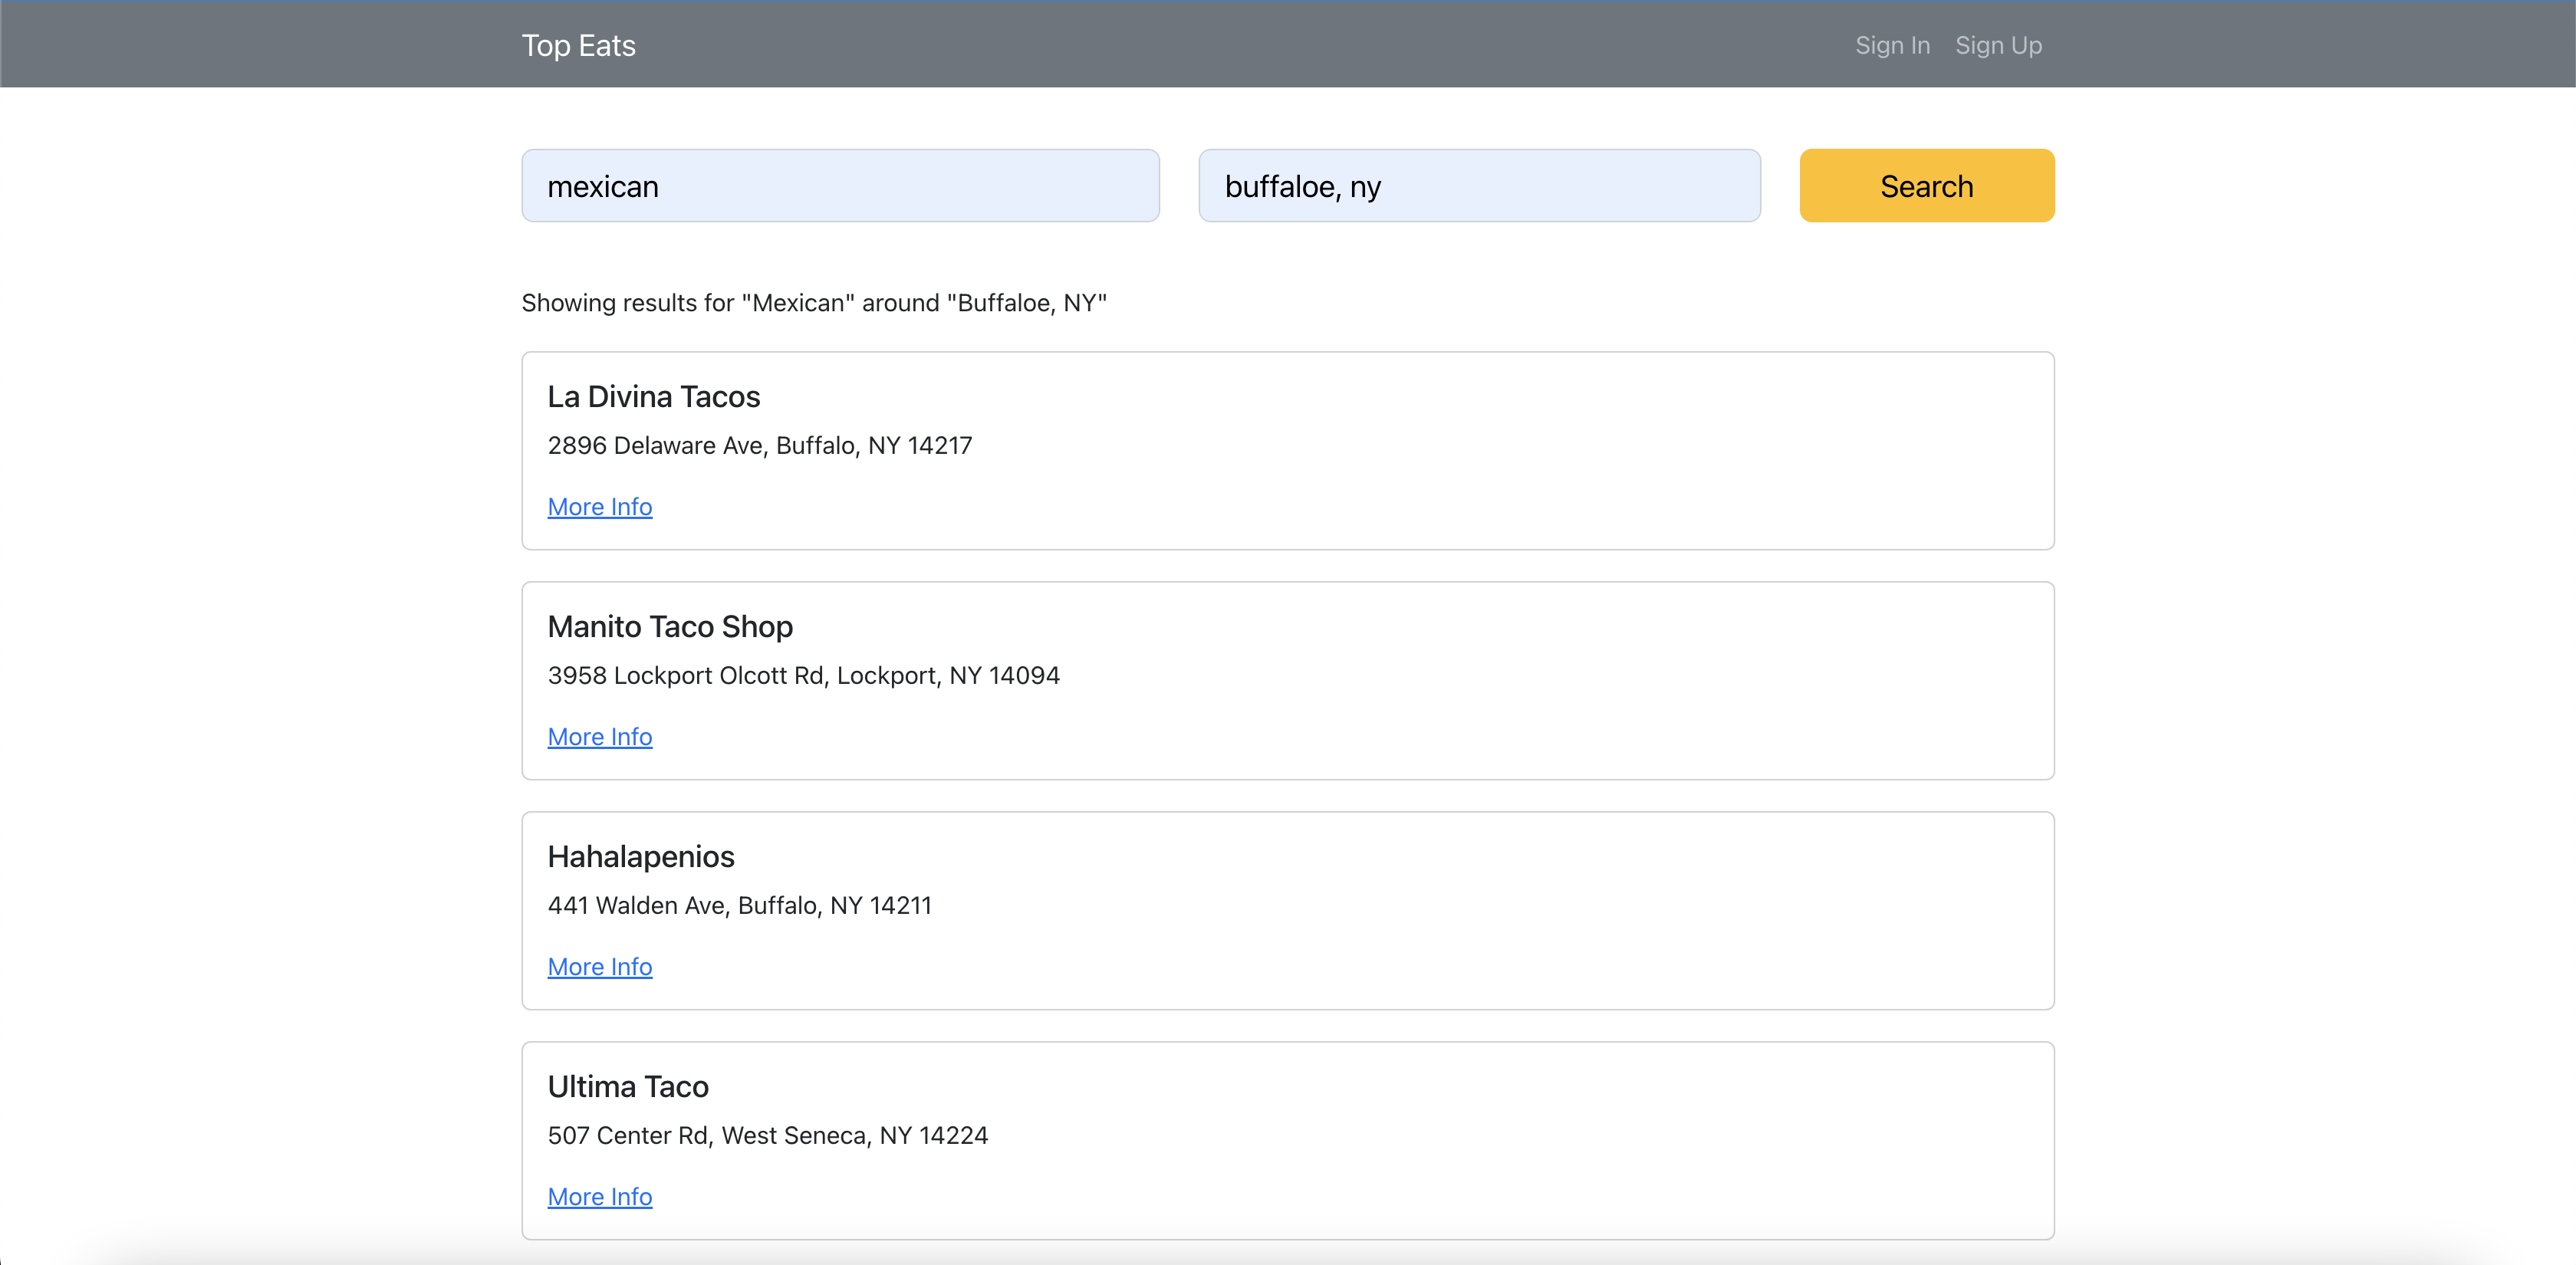 Top Eats
Sign In Sign Up
mexican
buffaloe, ny
Search
Showing results for "Mexican" around "Buffaloe, NY"
La Divina Tacos
2896 Delaware Ave, Buffalo, NY 14217
More Info
Manito Taco Shop
3958 Lockport Olcott Rd, Lockport, NY 14094
More Info
Hahalapenios
441 Walden Ave, Buffalo, NY 14211
More Info
Ultima Taco
507 Center Rd, West Seneca, NY 14224
More Info